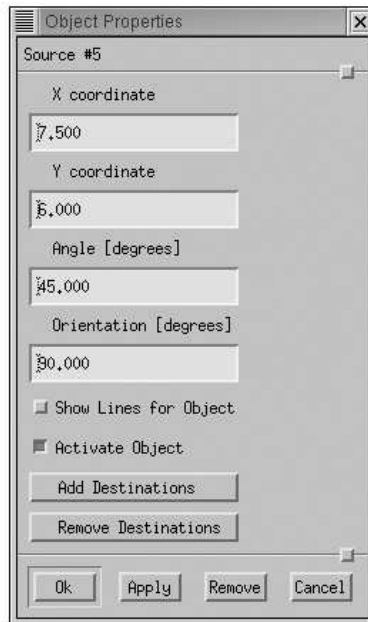 Object Properties
Source #5
X coordinate
7.500
Y coordinate
6.000
Angle [degrees]
45.000
Orientation [degrees]
90.000
Show Lines for Object
Activate Object
Add Destinations
Remove Destinations
Ok Apply Remove Cancel